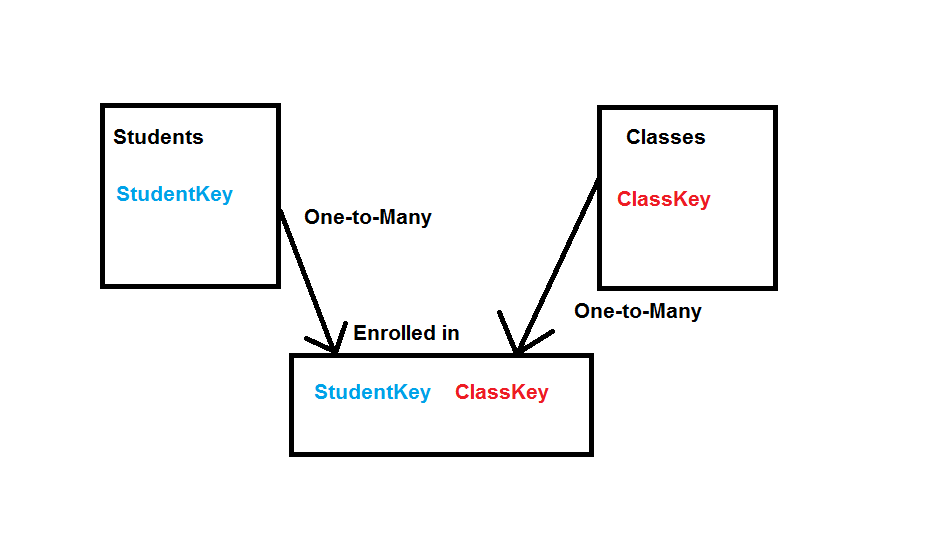 Students
StudentKey
One-to-Many
Classes
ClassKey
One-to-Many
Enrolled in
StudentKey ClassKey